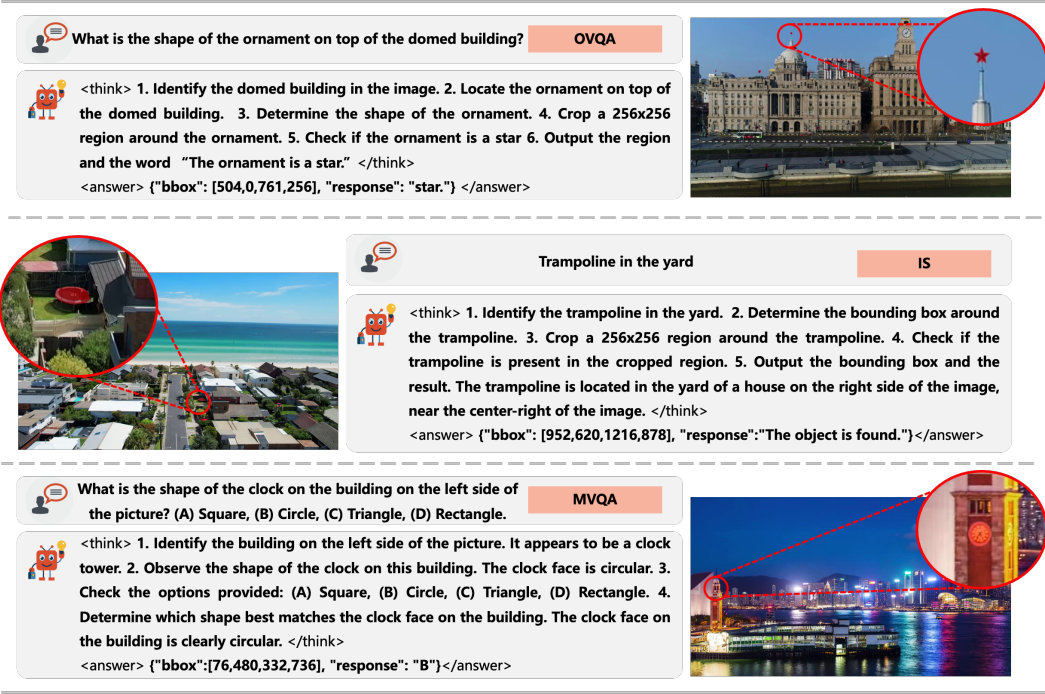 What is the shape of the ornament on top of the domed building?
OVQA
<think> 1. Identify the domed building in the image. 2. Locate the ornament on top of
the domed building. 3. Determine the shape of the ornament. 4. Crop a 256x256
region around the ornament. 5. Check if the ornament is a star 6. Output the region
and the word “The ornament is a star.” </think>
<answer> {"bbox": [504,0,761,256], "response": "star."} </answer>
Trampoline in the yard
IS
<think> 1. Identify the trampoline in the yard. 2. Determine the bounding box around
the trampoline. 3. Crop a 256x256 region around the trampoline. 4. Check if the
trampoline is present in the cropped region. 5. Output the bounding box and the
result. The trampoline is located in the yard of a house on the right side of the image,
near the center-right of the image. </think>
<answer> {"bbox": [952,620,1216,878], "response":"The object is found."}</answer>
What is the shape of the clock on the building on the left side of
the picture? (A) Square, (B) Circle, (C) Triangle, (D) Rectangle.
MVQA
<think> 1. Identify the building on the left side of the picture. It appears to be a clock
tower. 2. Observe the shape of the clock on this building. The clock face is circular. 3.
Check the options provided: (A) Square, (B) Circle, (C) Triangle, (D) Rectangle. 4.
Determine which shape best matches the clock face on the building. The clock face on
the building is clearly circular. </think>
<answer> {"bbox":[76,480,332,736], "response": "B"}</answer>